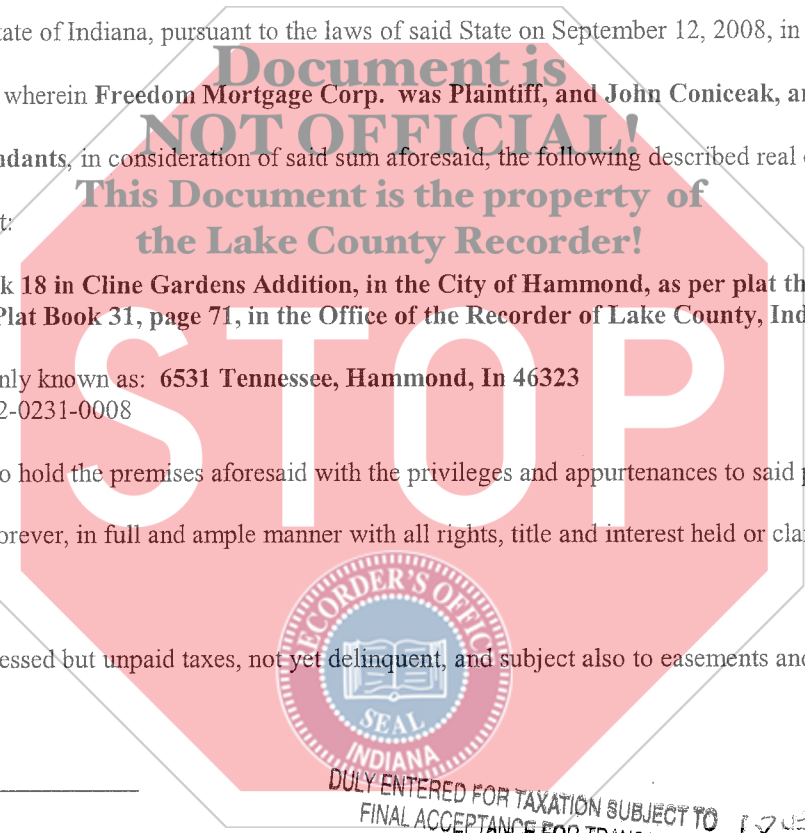 tate of Indiana, pursuant to the laws of said State on September 12, 2008, in
Document is
wherein Freedom Mortgage Corp. was Plaintiff, and John Coniceak, an
NOT OFFICIAL!
ndants, in consideration of said sum aforesaid, the following described real
This Document is the property of
t:
the Lake County Recorder!
k 18 in Cline Gardens Addition, in the City of Hammond, as per plat th
Plat Book 31, page 71, in the Office of the Recorder of Lake County, Ind
STOP
nly known as: 6531 Tennessee, Hammond, In 46323
2-0231-0008
o hold the premises aforesaid with the privileges and appurtenances to said p
orever, in full and ample manner with all rights, title and interest held or clai
RECORDER'S OFFICE
essed but unpaid taxes, not yet delinquent, and subject also to easements and
SEAL
INDIANA
DULY ENTERED FOR TAXATION SUBJECT TO
FINAL ACCEPTANCE FOR TRANS